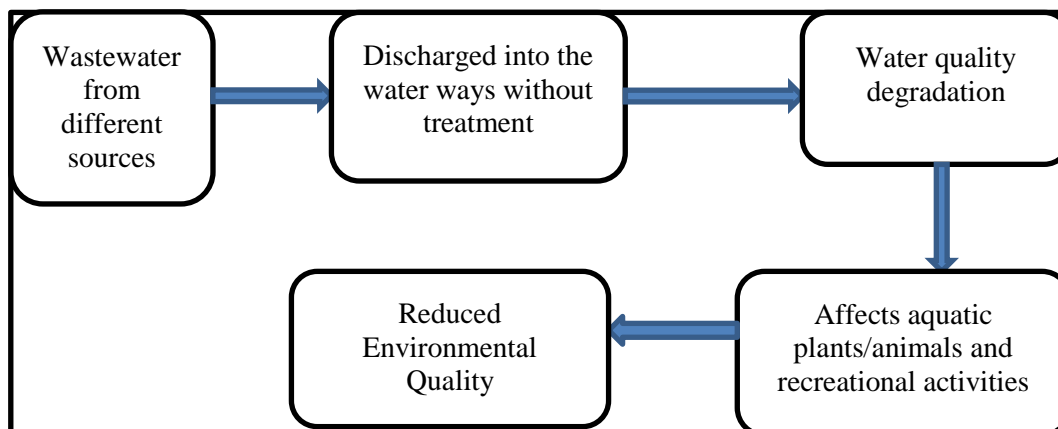 Wastewater
from
different
sources
Discharged into the
water ways without
treatment
Water quality
degradation
Affects aquatic
plants/animals and
recreational activities
Reduced
Environmental
Quality